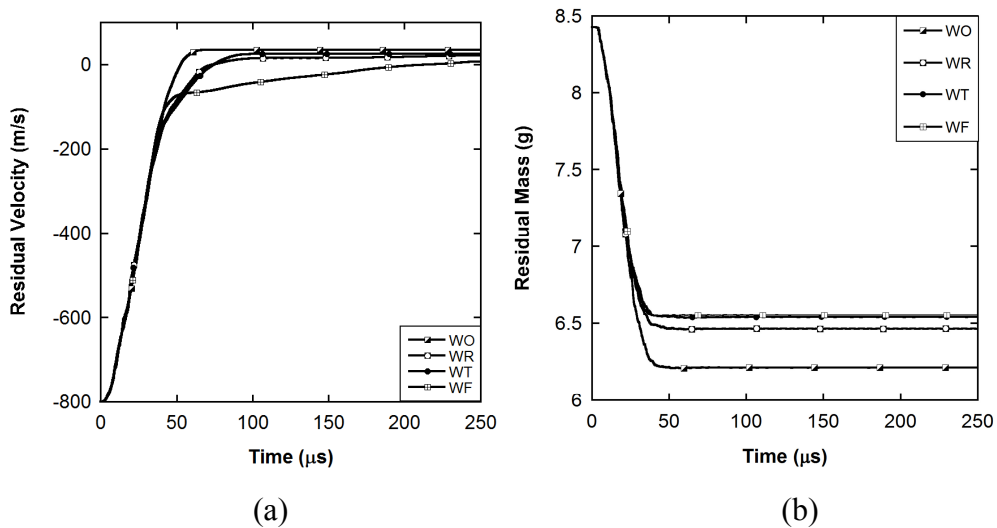 Residual Velocity (m/s)
0
-200
-400
-600
-800
0
50
100
150
200
250
Time (μs)
WO
WR
WT
WF
(a)
Residual Mass (g)
8.5
8
7.5
7
6.5
6
0
50
100
150
200
250
Time (μs)
WO
WR
WT
WF
(b)